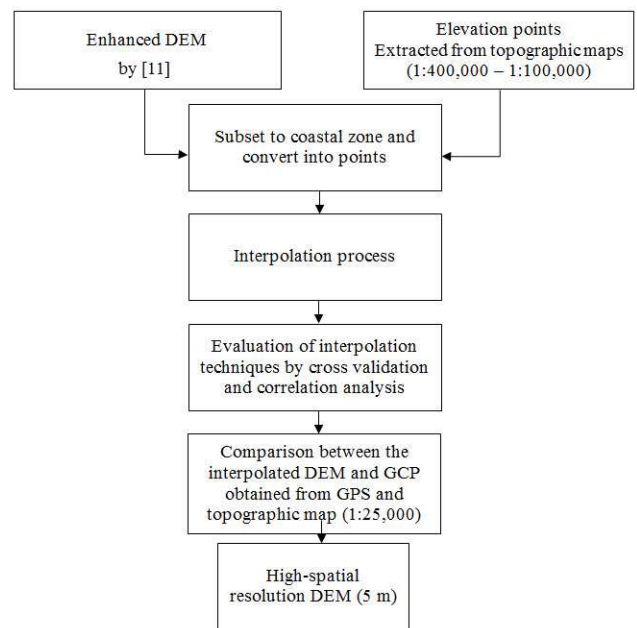 Enhanced DEM
by [11]
Elevation points
Extracted from topographic maps
(1:400,000 – 1:100,000)
Subset to coastal zone and
convert into points
Interpolation process
Evaluation of interpolation
techniques by cross validation
and correlation analysis
Comparison between the
interpolated DEM and GCP
obtained from GPS and
topographic map (1:25,000)
High-spatial
resolution DEM (5 m)